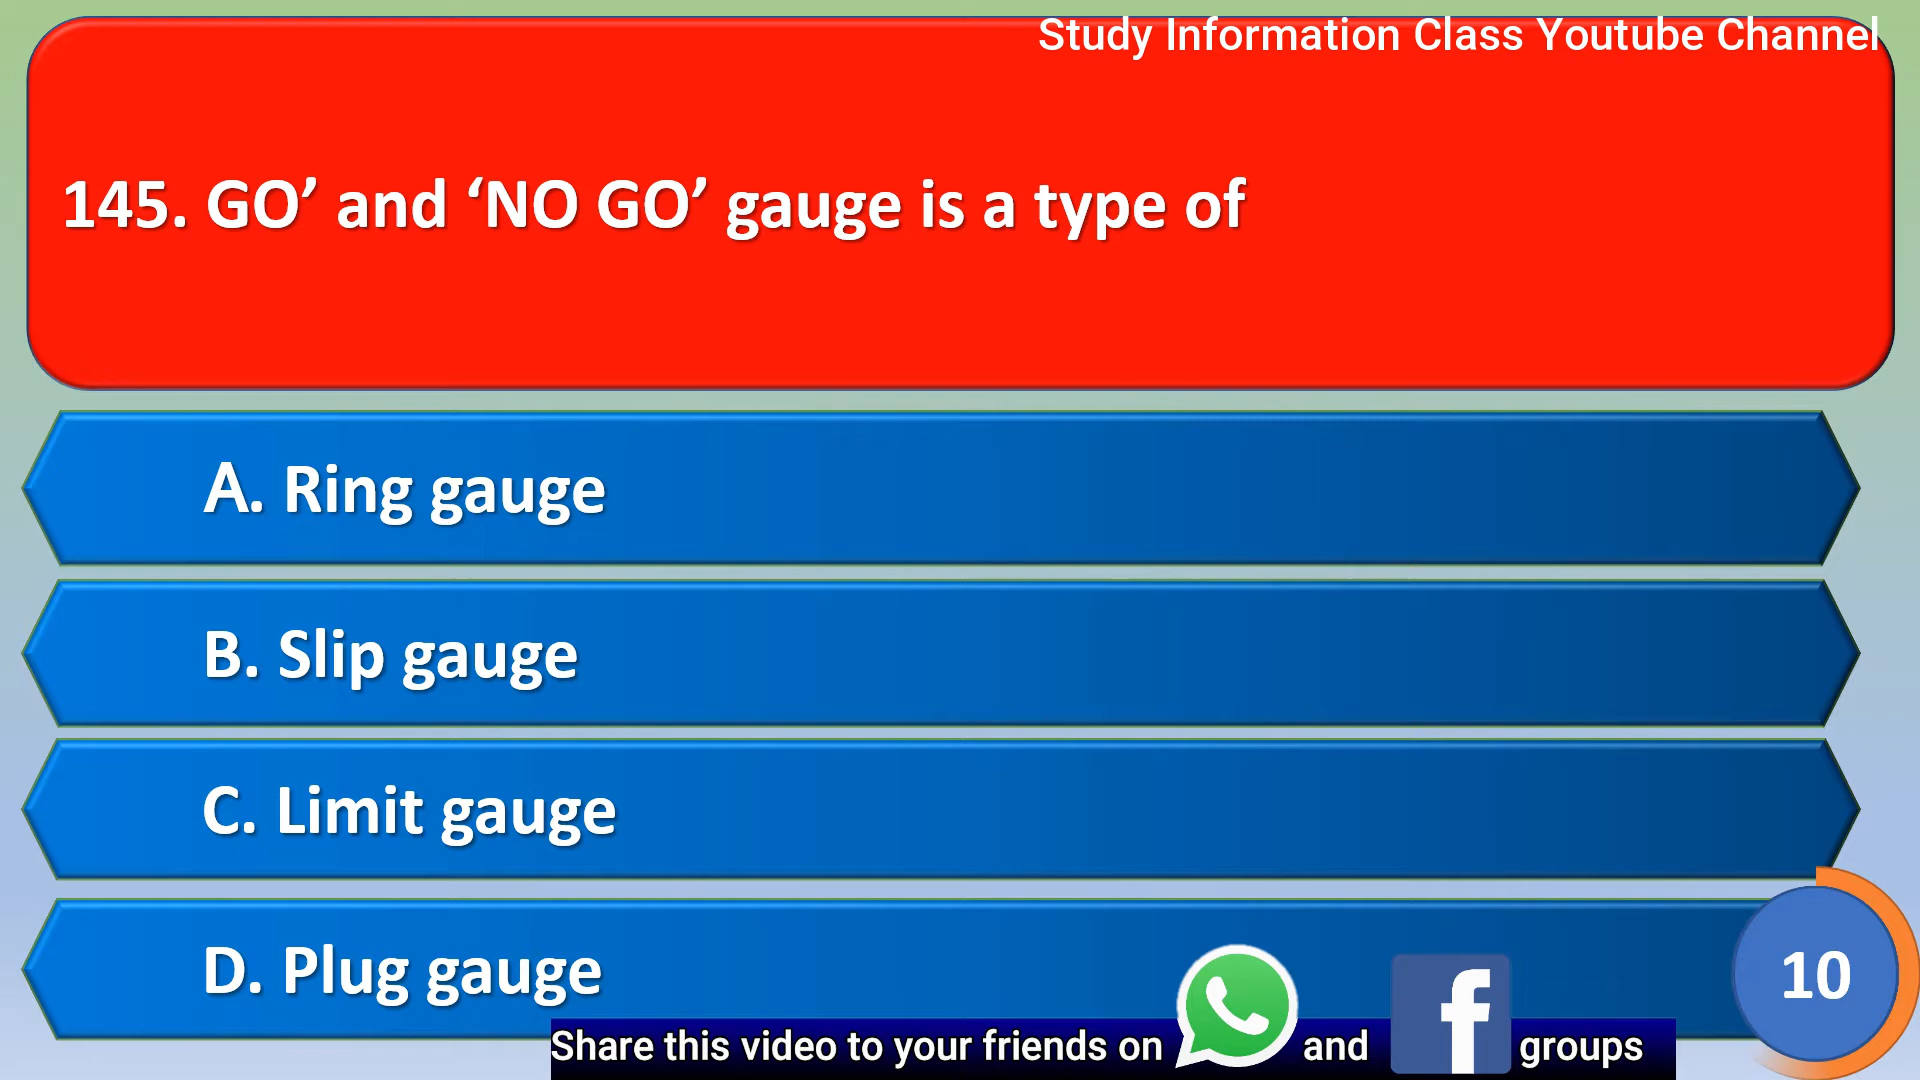 Study Information Class Youtube Channel
145. GO’ and ‘NO GO’ gauge is a type of
A. Ring gauge
B. Slip gauge
C. Limit gauge
D. Plug gauge
10
Share this video to your friends on and f groups